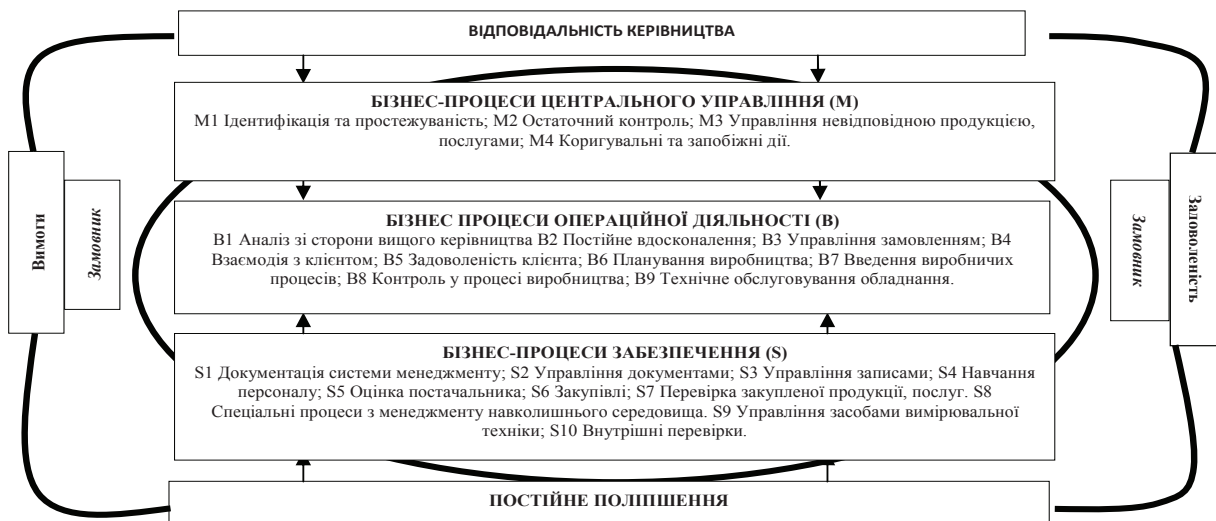 ВІДПОВІДАЛЬНІСТЬ КЕРІВНИЦТВА
БІЗНЕС-ПРОЦЕСИ ЦЕНТРАЛЬНОГО УПРАВЛІННЯ (M)
M1 Ідентифікація та простежуваність; M2 Остаточний контроль; M3 Управління невідповідною продукцією,
послугами; M4 Коригувальні та запобіжні дії.
Вимоги
Замовник
БІЗНЕС ПРОЦЕСИ ОПЕРАЦІЙНОЇ ДІЯЛЬНОСТІ (B)
B1 Аналіз зі сторони вищого керівництва B2 Постійне вдосконалення; B3 Управління замовленням; B4
Взаємодія з клієнтом; B5 Задоволеність клієнта; B6 Планування виробництва; B7 Введення виробничих
процесів; B8 Контроль у процесі виробництва; B9 Технічне обслуговування обладнання.
Замовник
Задоволеність
БІЗНЕС-ПРОЦЕСИ ЗАБЕЗПЕЧЕННЯ (S)
S1 Документація системи менеджменту; S2 Управління документами; S3 Управління записами; S4 Навчання
персоналу; S5 Оцінка постачальника; S6 Закупівлі; S7 Перевірка закупленої продукції, послуг. S8
Спеціальні процеси з менеджменту навколишнього середовища. S9 Управління засобами вимірювальної
техніки; S10 Внутрішні перевірки.
ПОСТІЙНЕ ПОЛІПШЕННЯ